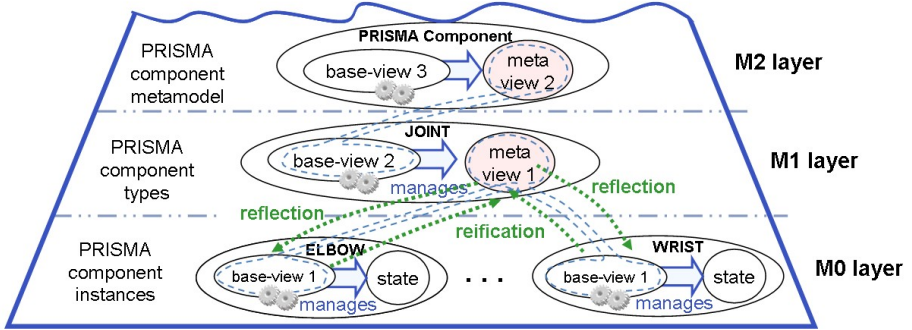 PRISMA Component
PRISMA
component
metamodel
base-view 3
meta
view 2
M2 layer
JOINT
PRISMA
component
types
base-view 2
meta
view 1
manages
M1 layer
reflection
reflection
reification
ELBOW
WRIST
PRISMA
component
instances
base-view 1
state
. . .
base-view 1
state
manages
manages
M0 layer